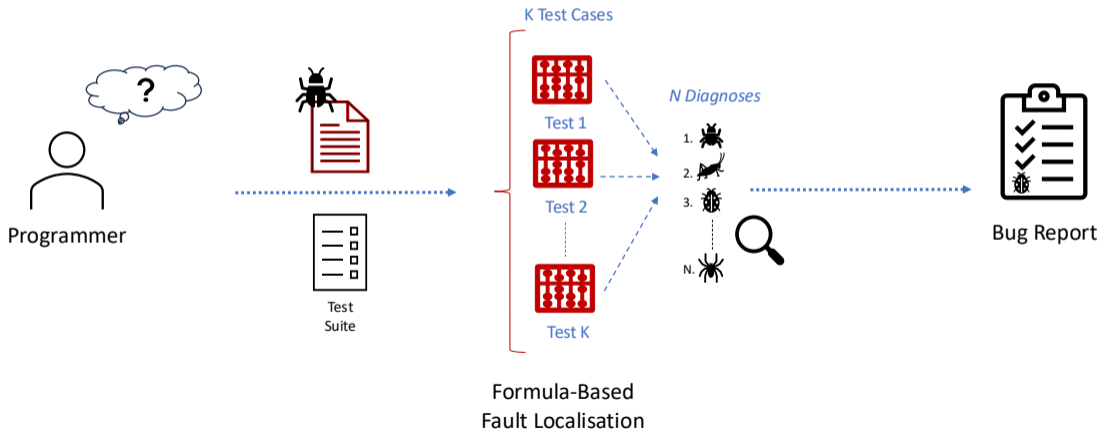 K Test Cases
?
N Diagnoses
Test 1
1.
2.
Test 2
3.
Programmer
Bug Report
N.
Test
Suite
Test K
Formula-Based
Fault Localisation